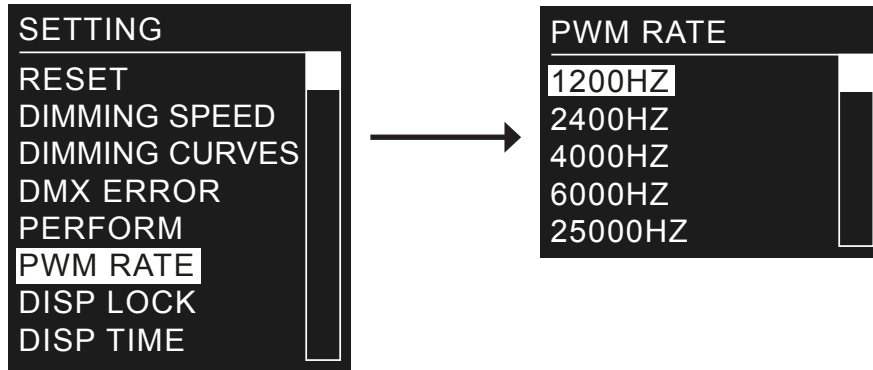 SETTING
RESET
DIMMING SPEED
DIMMING CURVES
DMX ERROR
PERFORM
PWM RATE
DISP LOCK
DISP TIME
PWM RATE
1200HZ
2400HZ
4000HZ
6000HZ
25000HZ